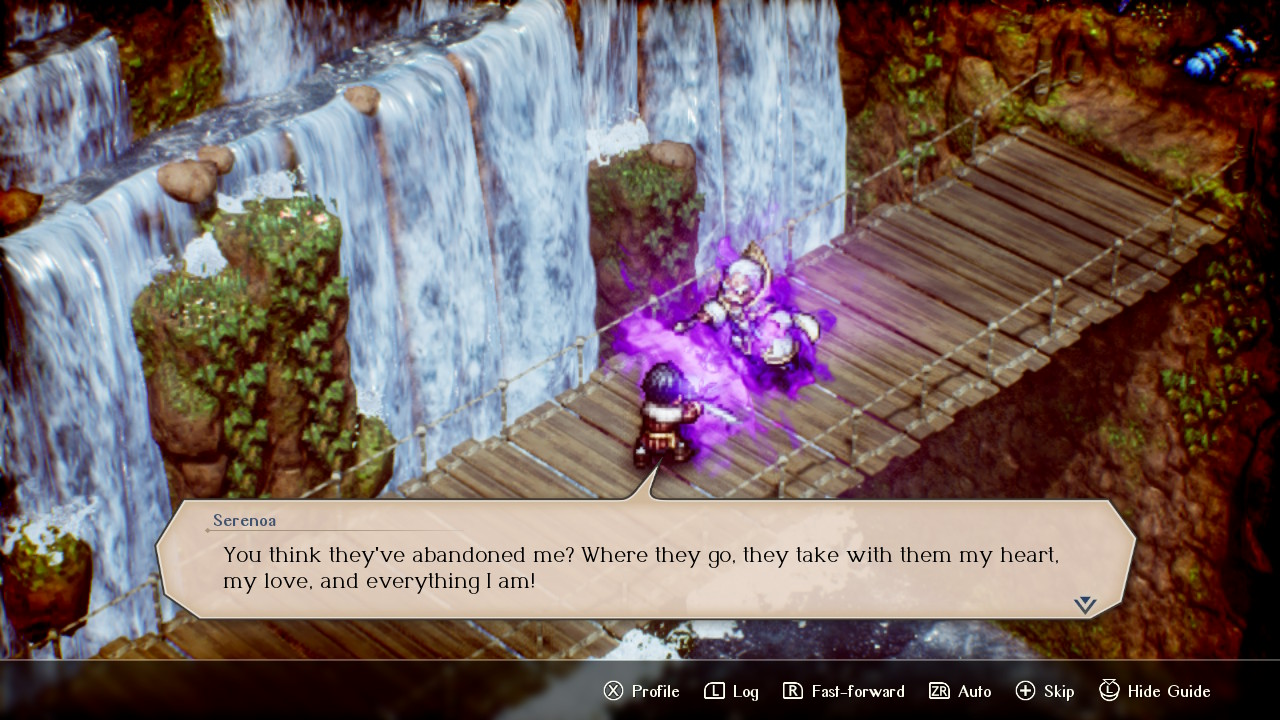 Serenoa
You think they've abandoned me? Where they go, they take with them my heart,
my love, and everything I am!
X Profile L Log R Fast-forward ZR Auto + Skip L Hide Guide